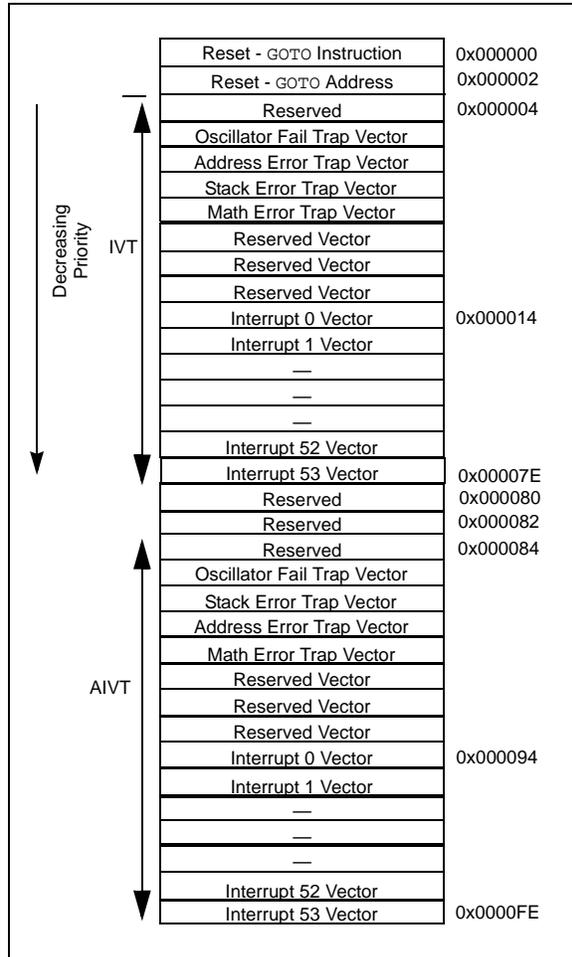 Reset - GOTO Instruction 0x000000
Reset - GOTO Address 0x000002
Reserved 0x000004
Oscillator Fail Trap Vector
Address Error Trap Vector
Stack Error Trap Vector
Math Error Trap Vector
Reserved Vector
Reserved Vector
Reserved Vector
Interrupt 0 Vector 0x000014
Interrupt 1 Vector
—
—
—
Interrupt 52 Vector
Interrupt 53 Vector 0x00007E
Decreasing
Priority
IVT
Reserved 0x000080
Reserved 0x000082
Reserved 0x000084
Oscillator Fail Trap Vector
Stack Error Trap Vector
Address Error Trap Vector
Math Error Trap Vector
Reserved Vector
Reserved Vector
Reserved Vector
Interrupt 0 Vector 0x000094
Interrupt 1 Vector
—
—
—
Interrupt 52 Vector
Interrupt 53 Vector 0x0000FE
AIVT